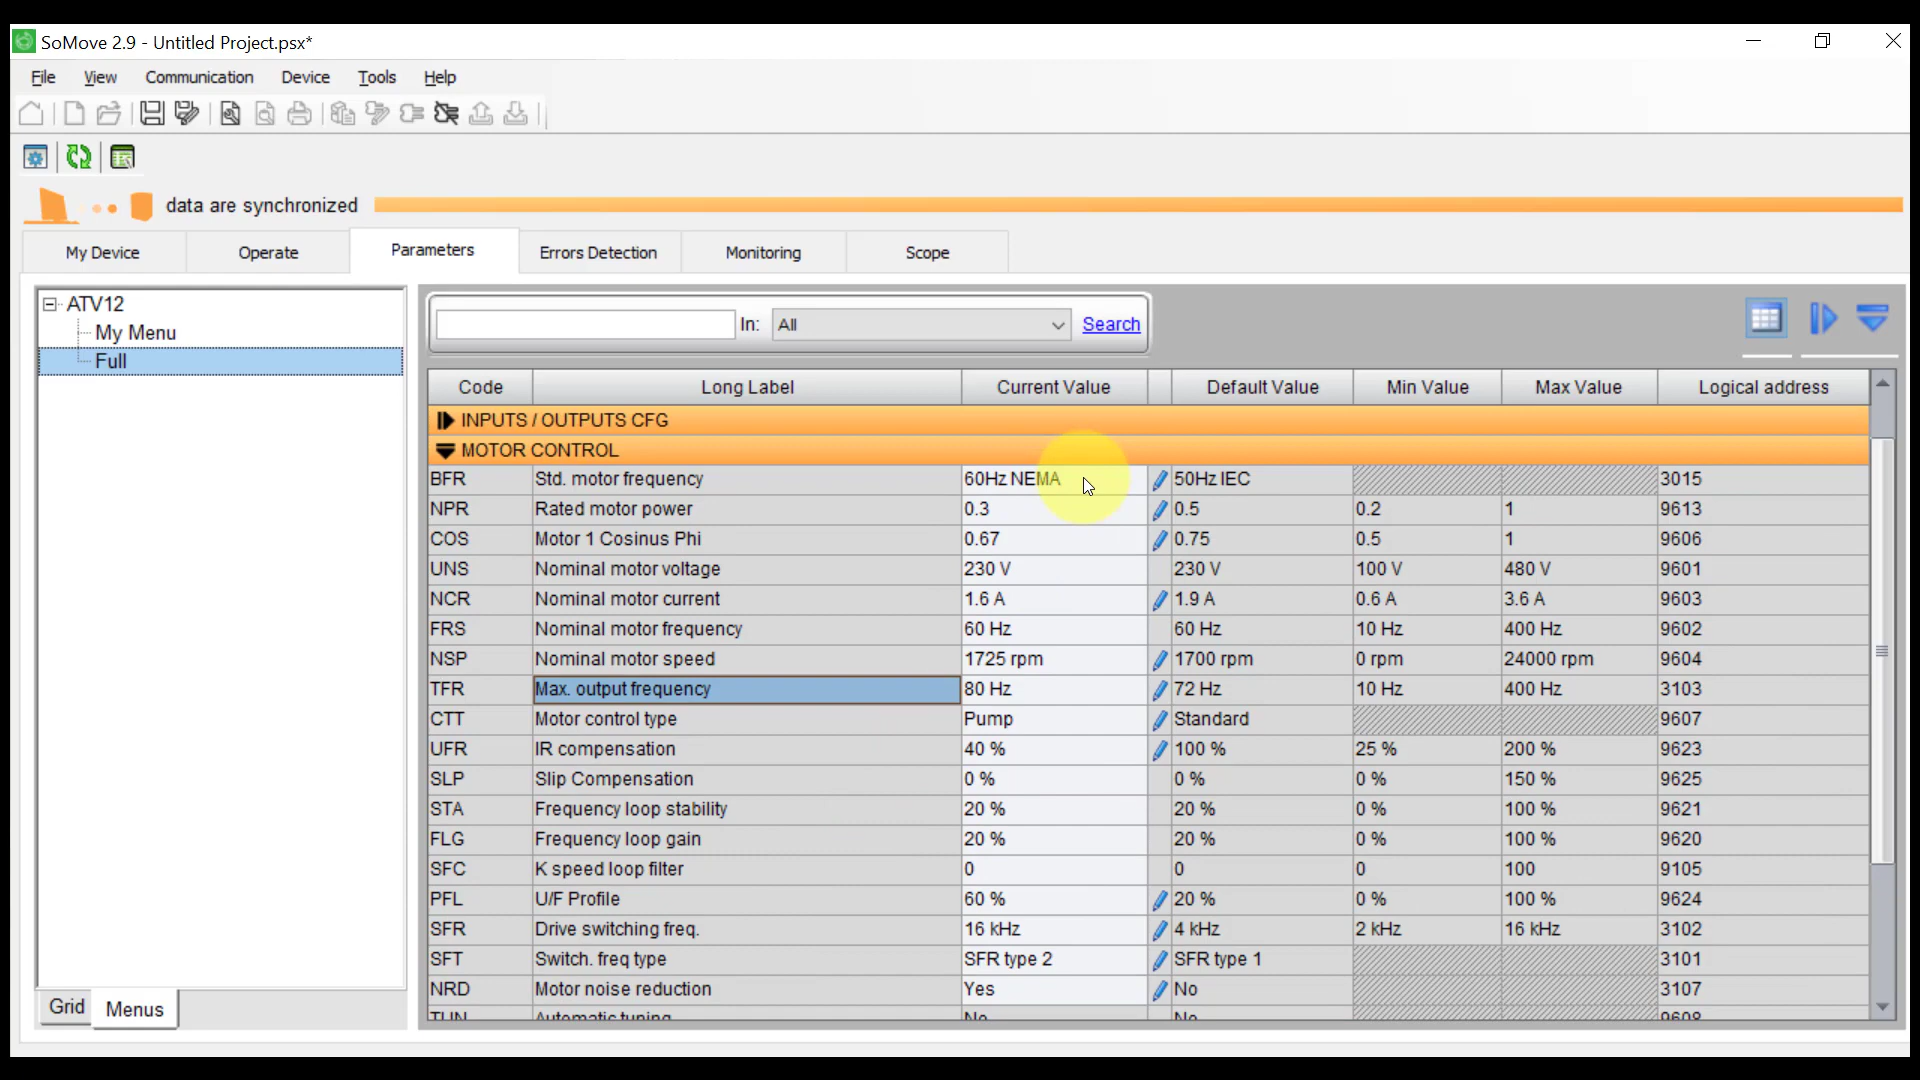 SoMove 2.9 - Untitled Project.psx*
File View Communication Device Tools Help
data are synchronized
My Device Operate Parameters Errors Detection Monitoring Scope
ATV12
My Menu
Full
In: All Search
Code Long Label Current Value Default Value Min Value Max Value Logical address
INPUTS / OUTPUTS CFG
MOTOR CONTROL
BFR Std. motor frequency 60Hz NEMA 50Hz IEC 3015
NPR Rated motor power 0.3 0.5 0.2 1 9613
COS Motor 1 Cosinus Phi 0.67 0.75 0.5 1 9606
UNS Nominal motor voltage 230 V 230 V 100 V 480 V 9601
NCR Nominal motor current 1.6 A 1.9 A 0.6 A 3.6 A 9603
FRS Nominal motor frequency 60 Hz 60 Hz 10 Hz 400 Hz 9602
NSP Nominal motor speed 1725 rpm 1700 rpm 0 rpm 24000 rpm 9604
TFR Max. output frequency 80 Hz 72 Hz 10 Hz 400 Hz 3103
CTT Motor control type Pump Standard 9607
UFR IR compensation 40 % 100 % 25 % 200 % 9623
SLP Slip Compensation 0 % 0 % 0 % 150 % 9625
STA Frequency loop stability 20 % 20 % 0 % 100 % 9621
FLG Frequency loop gain 20 % 20 % 0 % 100 % 9620
SFC K speed loop filter 0 0 0 100 9105
PFL U/F Profile 60 % 20 % 0 % 100 % 9624
SFR Drive switching freq. 16 kHz 4 kHz 2 kHz 16 kHz 3102
SFT Switch. freq type SFR type 2 SFR type 1 3101
NRD Motor noise reduction Yes No 3107
TUN Automatic tuning No No 9608
Grid Menus